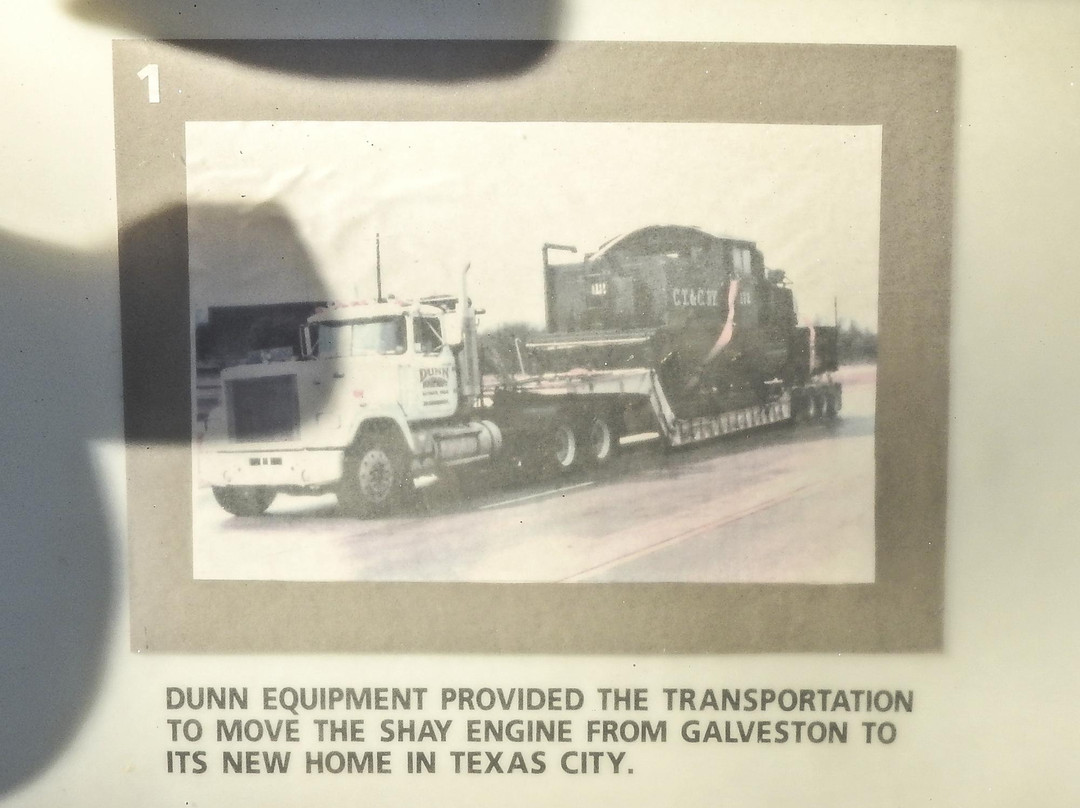 1
DUNN
DUNN EQUIPMENT PROVIDED THE TRANSPORTATION
TO MOVE THE SHAY ENGINE FROM GALVESTON TO
ITS NEW HOME IN TEXAS CITY.